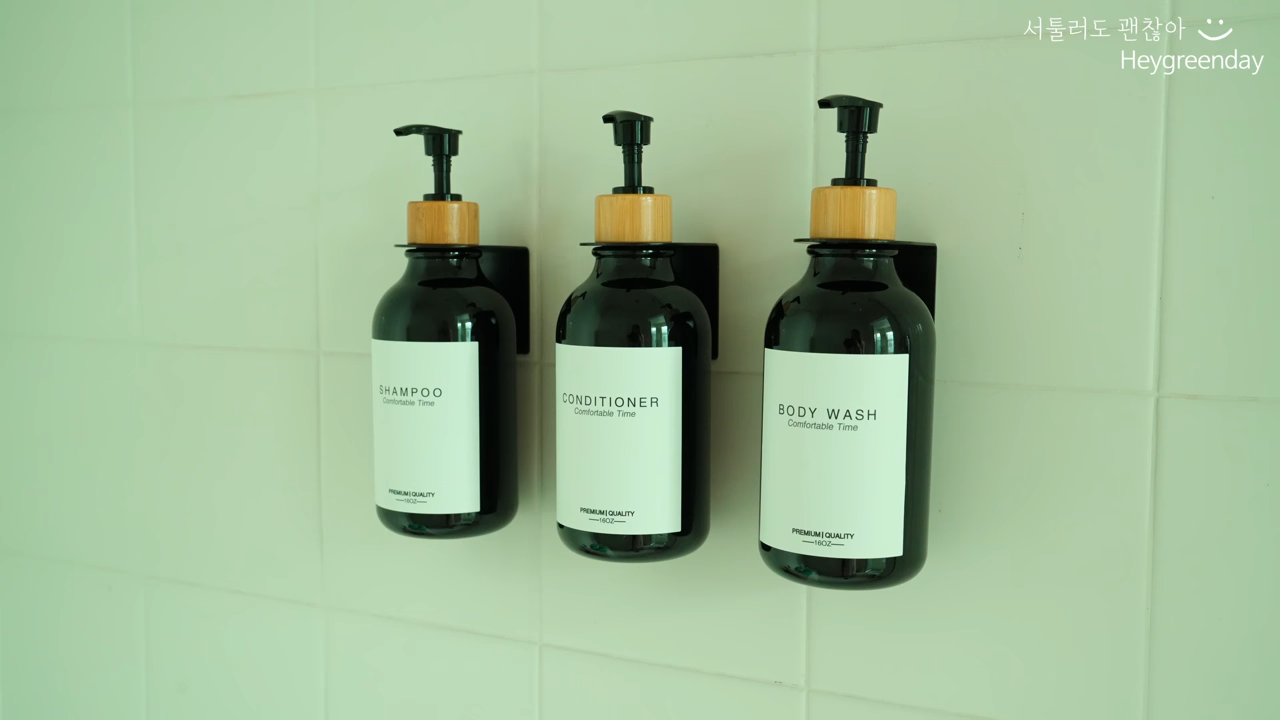 서툴러도 괜찮아
Heygreenday
SHAMPOO
Comfortable Time
PREMIUM | QUALITY
16OZ
CONDITIONER
Comfortable Time
PREMIUM | QUALITY
16OZ
BODY WASH
Comfortable Time
PREMIUM | QUALITY
16OZ